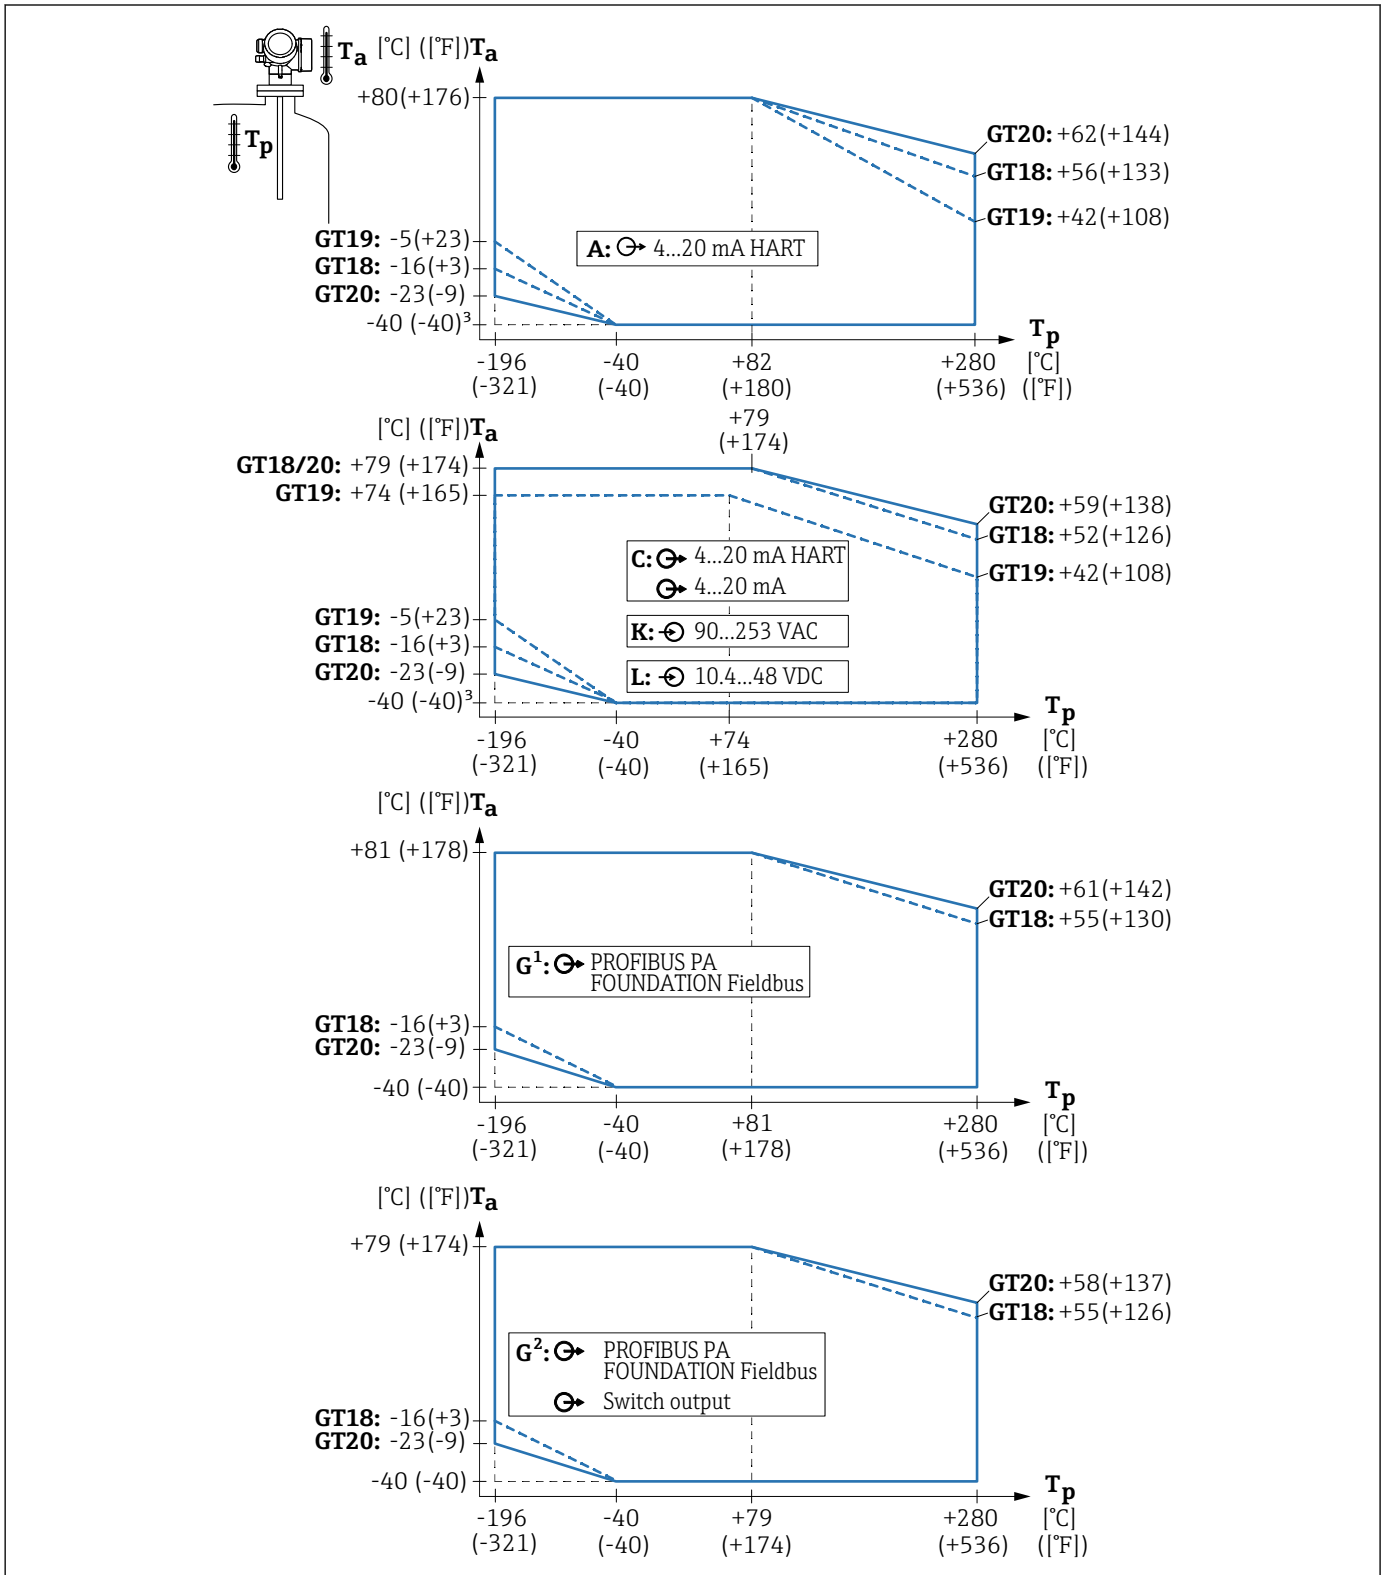 Ta [°C] ([°F])Ta
Tp
+80(+176)
GT20: +62(+144)
GT18: +56(+133)
GT19: +42(+108)
GT19: -5(+23)
GT18: -16(+3)
GT20: -23(-9)
-40 (-40)³
A: 4...20 mA HART
Tp
-196 -40 +82 +280 [°C]
(-321) (-40) (+180) (+536) ([°F])
+79
(+174)
[°C] ([°F])Ta
GT18/20: +79 (+174)
GT19: +74 (+165)
GT20: +59(+138)
GT18: +52(+126)
GT19: +42(+108)
C: 4...20 mA HART
4...20 mA
K: 90...253 VAC
L: 10.4...48 VDC
GT19: -5(+23)
GT18: -16(+3)
GT20: -23(-9)
-40 (-40)³
Tp
-196 -40 +74 +280 [°C]
(-321) (-40) (+165) (+536) ([°F])
[°C] ([°F])Ta
+81 (+178)
GT20: +61(+142)
GT18: +55(+130)
G¹: PROFIBUS PA
FOUNDATION Fieldbus
GT18: -16(+3)
GT20: -23(-9)
-40 (-40)
Tp
-196 -40 +81 +280 [°C]
(-321) (-40) (+178) (+536) ([°F])
[°C] ([°F])Ta
+79 (+174)
GT20: +58(+137)
GT18: +55(+126)
G²: PROFIBUS PA
FOUNDATION Fieldbus
Switch output
GT18: -16(+3)
GT20: -23(-9)
-40 (-40)
Tp
-196 -40 +79 +280 [°C]
(-321) (-40) (+174) (+536) ([°F])